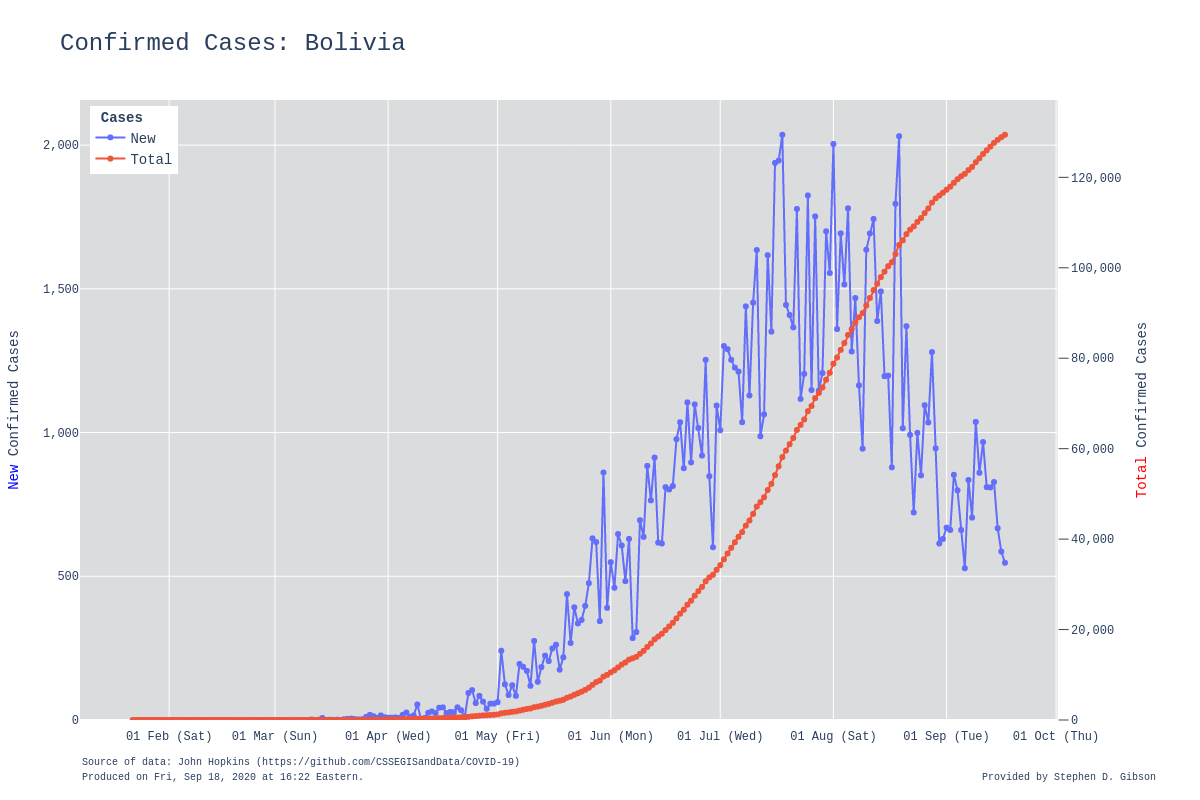 Confirmed Cases: Bolivia
Cases
New
Total
2,000
1,500
1,000
500
0
New Confirmed Cases
120,000
100,000
80,000
60,000
40,000
20,000
0
Total Confirmed Cases
01 Feb (Sat) 01 Mar (Sun) 01 Apr (Wed) 01 May (Fri) 01 Jun (Mon) 01 Jul (Wed) 01 Aug (Sat) 01 Sep (Tue) 01 Oct (Thu)
Source of data: John Hopkins (https://github.com/CSSEGISandData/COVID-19)
Produced on Fri, Sep 18, 2020 at 16:22 Eastern.
Provided by Stephen D. Gibson